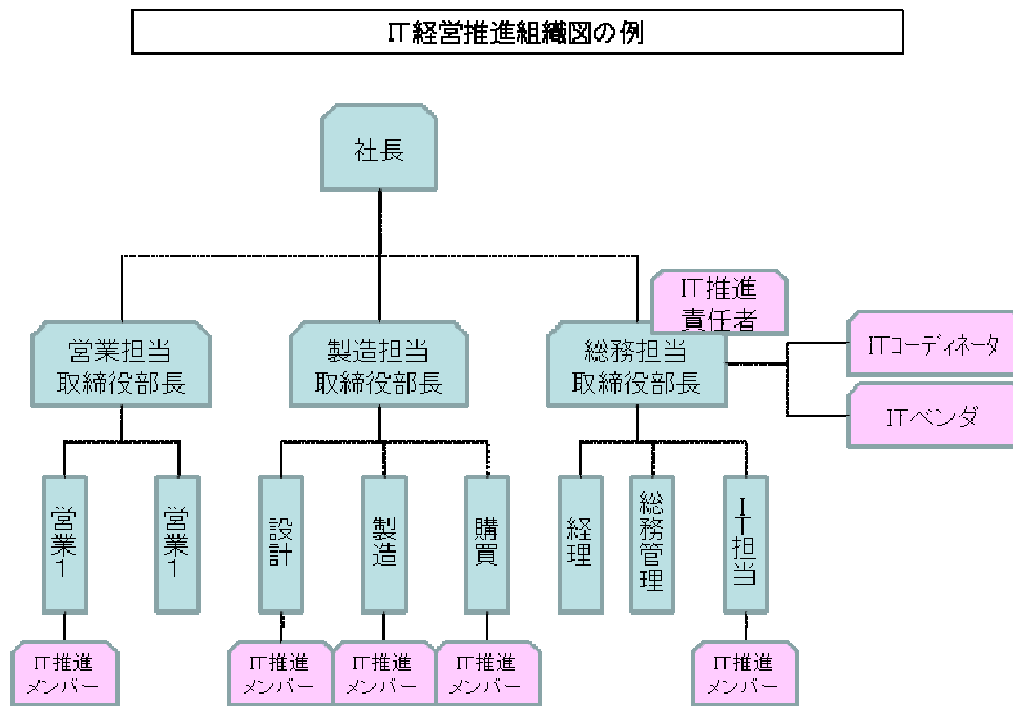 IT経営推進組織図の例
社長
IT推進
責任者
営業担当
取締役部長
製造担当
取締役部長
総務担当
取締役部長
ITコーディネータ
ITベンダ
営業1
営業1
設計
製造
購買
経理
総務管理
IT担当
IT推進
メンバー
IT推進
メンバー
IT推進
メンバー
IT推進
メンバー
IT推進
メンバー